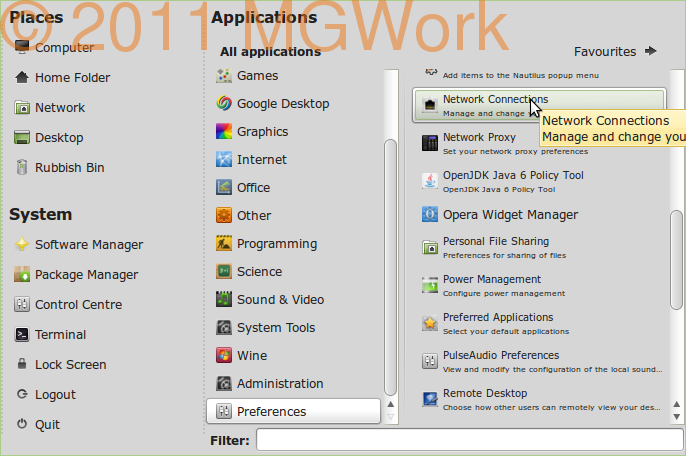 © 2011 MGWork
Places
Computer
Home Folder
Network
Desktop
Rubbish Bin
System
Software Manager
Package Manager
Control Centre
Terminal
Lock Screen
Logout
Quit
Applications
All applications
Favourites
Games
Google Desktop
Graphics
Internet
Office
Other
Programming
Science
Sound & Video
System Tools
Wine
Administration
Preferences
Add items to the Nautilus popup menu
Network Connections
Manage and change
Network Connections
Manage and change you
Network Proxy
Set your network proxy preferences
OpenJDK Java 6 Policy Tool
OpenJDK Java 6 Policy Tool
Opera Widget Manager
Personal File Sharing
Preferences for sharing of files
Power Management
Configure power management
Preferred Applications
Select your default applications
PulseAudio Preferences
View and modify the configuration of the local sound...
Remote Desktop
Choose how other users can remotely view your des...
Filter: